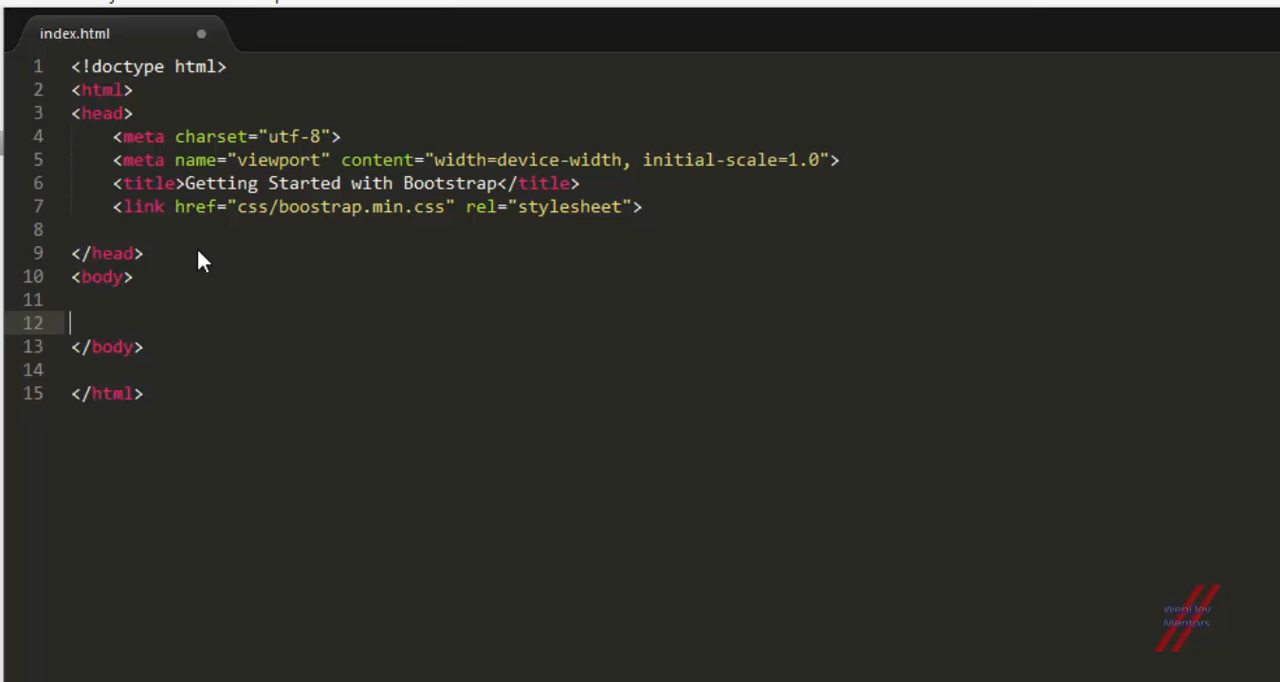 index.html
1 <!doctype html>
2 <html>
3 <head>
4 <meta charset="utf-8">
5 <meta name="viewport" content="width=device-width, initial-scale=1.0">
6 <title>Getting Started with Bootstrap</title>
7 <link href="css/boostrap.min.css" rel="stylesheet">
8
9 </head>
10 <body>
11
12
13 </body>
14
15 </html>
WebDev
Mentors